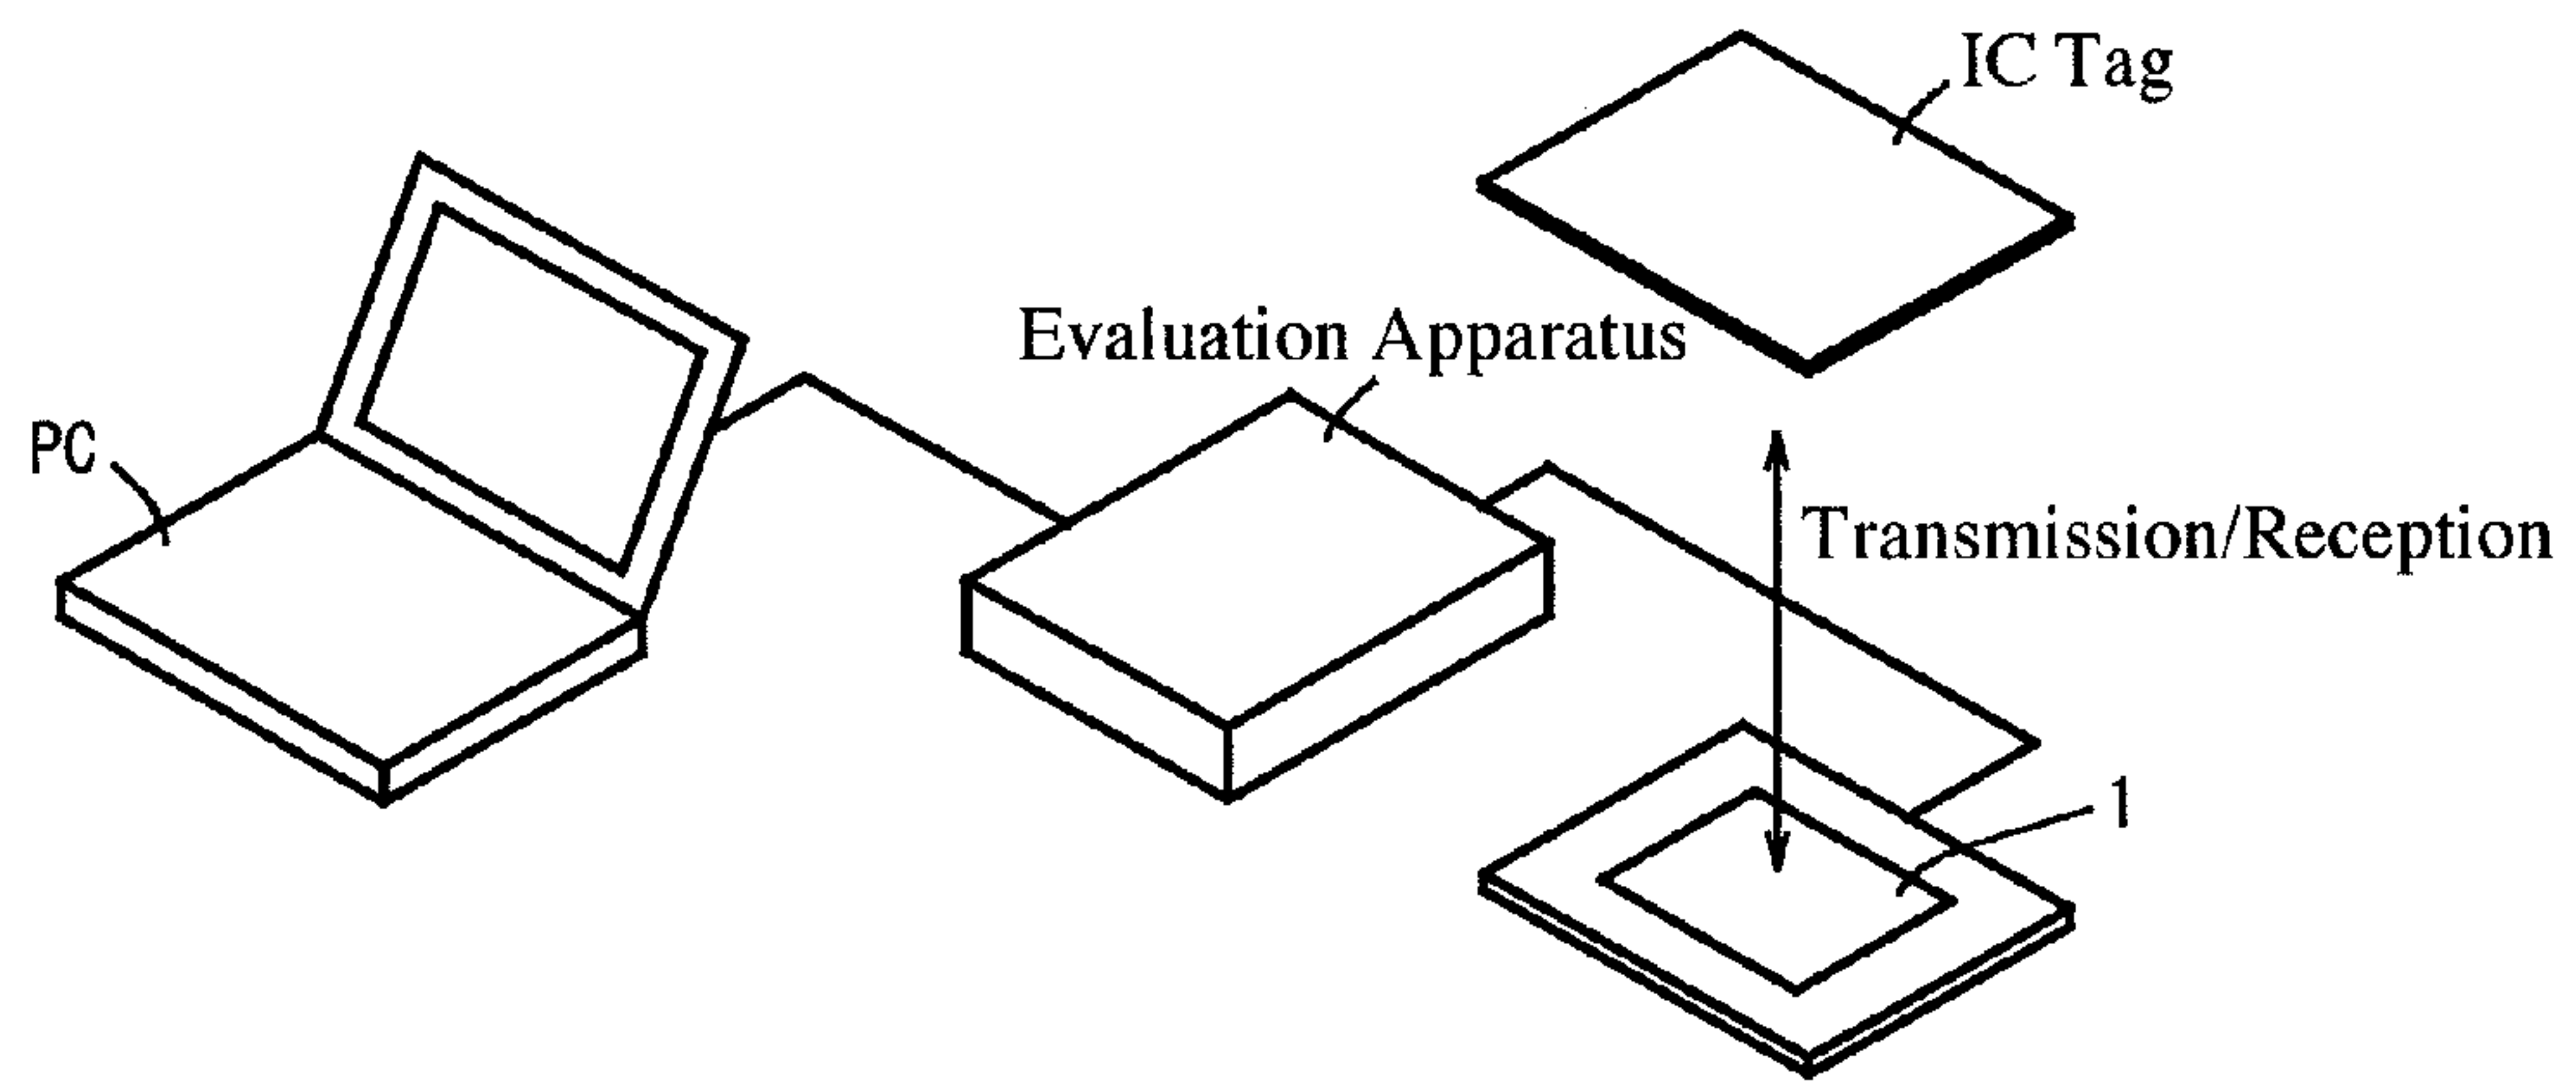 IC Tag
Evaluation Apparatus
PC
Transmission/Reception
1